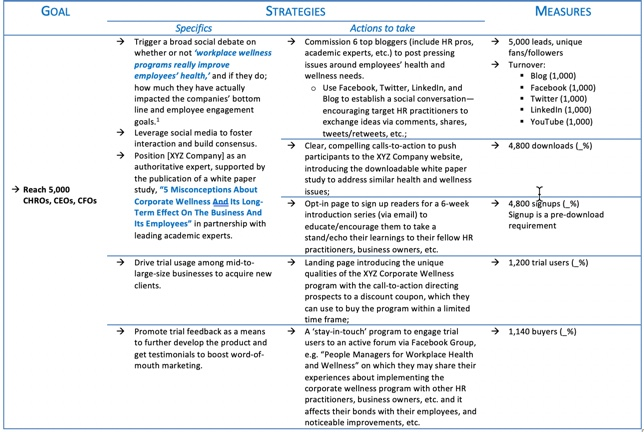 GOAL
STRATEGIES
MEASURES
Specifics
Actions to take
→ Reach 5,000
CHROs, CEOs, CFOs
→ Trigger a broad social debate on
whether or not ‘workplace wellness
programs really improve
employees’ health,’ and if they do;
how much they have actually
impacted the companies’ bottom
line and employee engagement
goals.¹
→ Leverage social media to foster
interaction and build consensus.
→ Position [XYZ Company] as an
authoritative expert, supported by
the publication of a white paper
study, “5 Misconceptions About
Corporate Wellness And Its Long-
Term Effect On The Business And
Its Employees” in partnership with
leading academic experts.
→ Commission 6 top bloggers (include HR pros,
academic experts, etc.) to post pressing
issues around employees’ health and
wellness needs.
o Use Facebook, Twitter, LinkedIn, and
Blog to establish a social conversation—
encouraging target HR practitioners to
exchange ideas via comments, shares,
tweets/retweets, etc.;
→ 5,000 leads, unique
fans/followers
→ Turnover:
▪ Blog (1,000)
▪ Facebook (1,000)
▪ Twitter (1,000)
▪ LinkedIn (1,000)
▪ YouTube (1,000)
→ Clear, compelling calls-to-action to push
participants to the XYZ Company website,
introducing the downloadable white paper
study to address similar health and wellness
issues;
→ 4,800 downloads (_%)
→ Opt-in page to sign up readers for a 6-week
introduction series (via email) to
educate/encourage them to take a
stand/echo their learnings to their fellow HR
practitioners, business owners, etc.
→ 4,800 signups (_%)
Signup is a pre-download
requirement
→ Drive trial usage among mid-to-
large-size businesses to acquire new
clients.
→ Landing page introducing the unique
qualities of the XYZ Corporate Wellness
program with the call-to-action directing
prospects to a discount coupon, which they
can use to buy the program within a limited
time frame;
→ 1,200 trial users (_%)
→ Promote trial feedback as a means
to further develop the product and
get testimonials to boost word-of-
mouth marketing.
→ A ‘stay-in-touch’ program to engage trial
users to an active forum via Facebook Group,
e.g. “People Managers for Workplace Health
and Wellness” on which they may share their
experiences about implementing the
corporate wellness program with other HR
practitioners, business owners, etc. and it
affects their bonds with their employees, and
noticeable improvements, etc.
→ 1,140 buyers (_%)